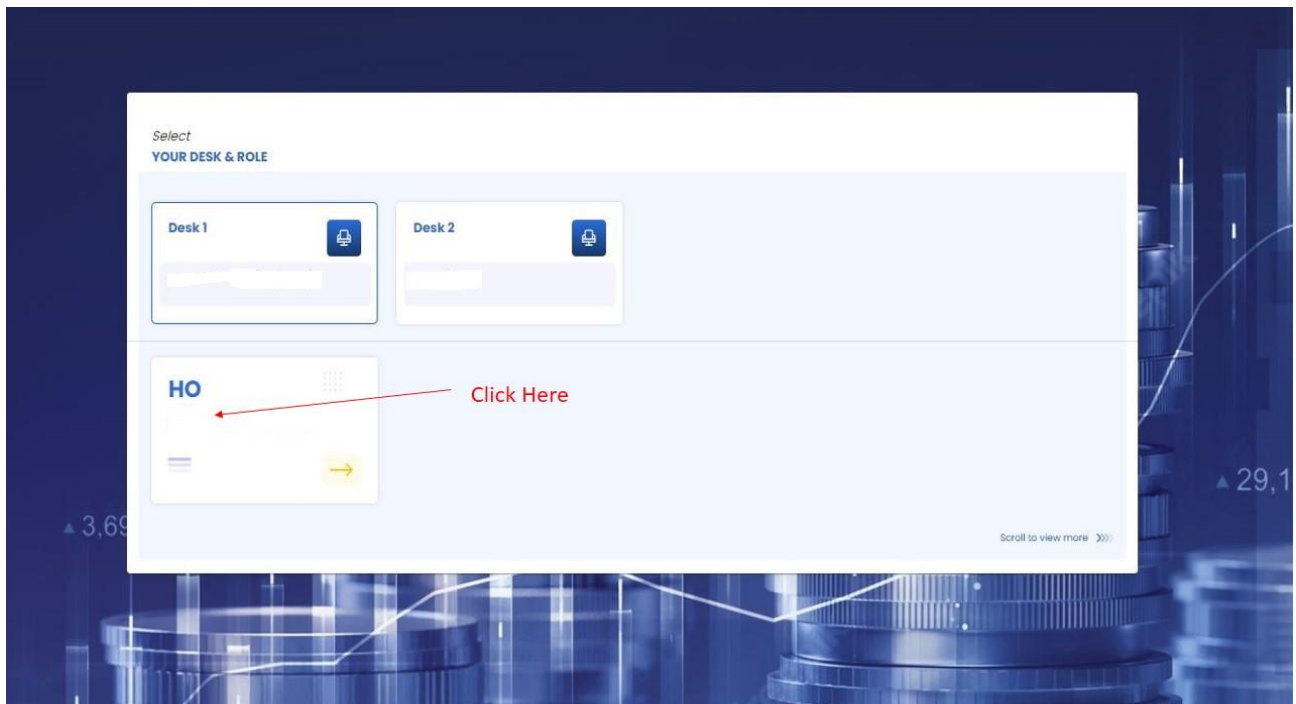 Select
YOUR DESK & ROLE
Desk 1
Desk 2
HO
Click Here
Scroll to view more
▲ 29,1
▲ 3,69